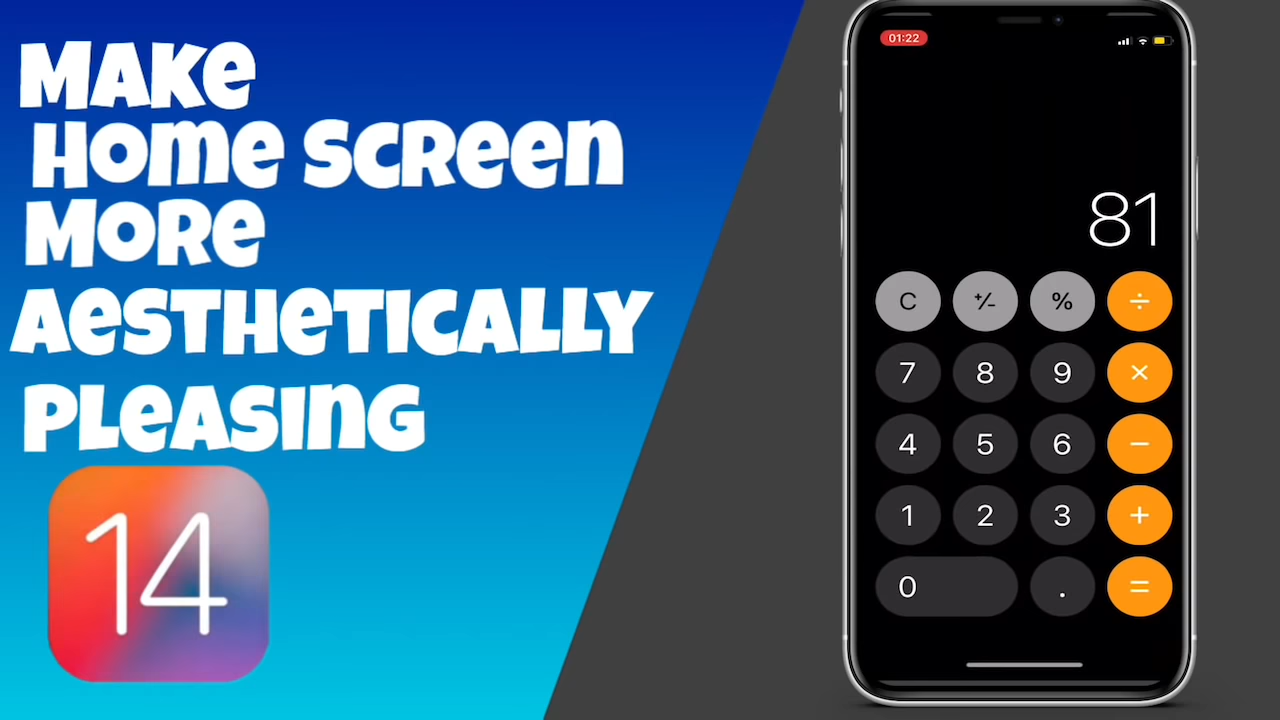 Make
Home Screen
More
Aesthetically
Pleasing
14
01:22
81
C +/- % ÷
7 8 9 ×
4 5 6 −
1 2 3 +
0 . =